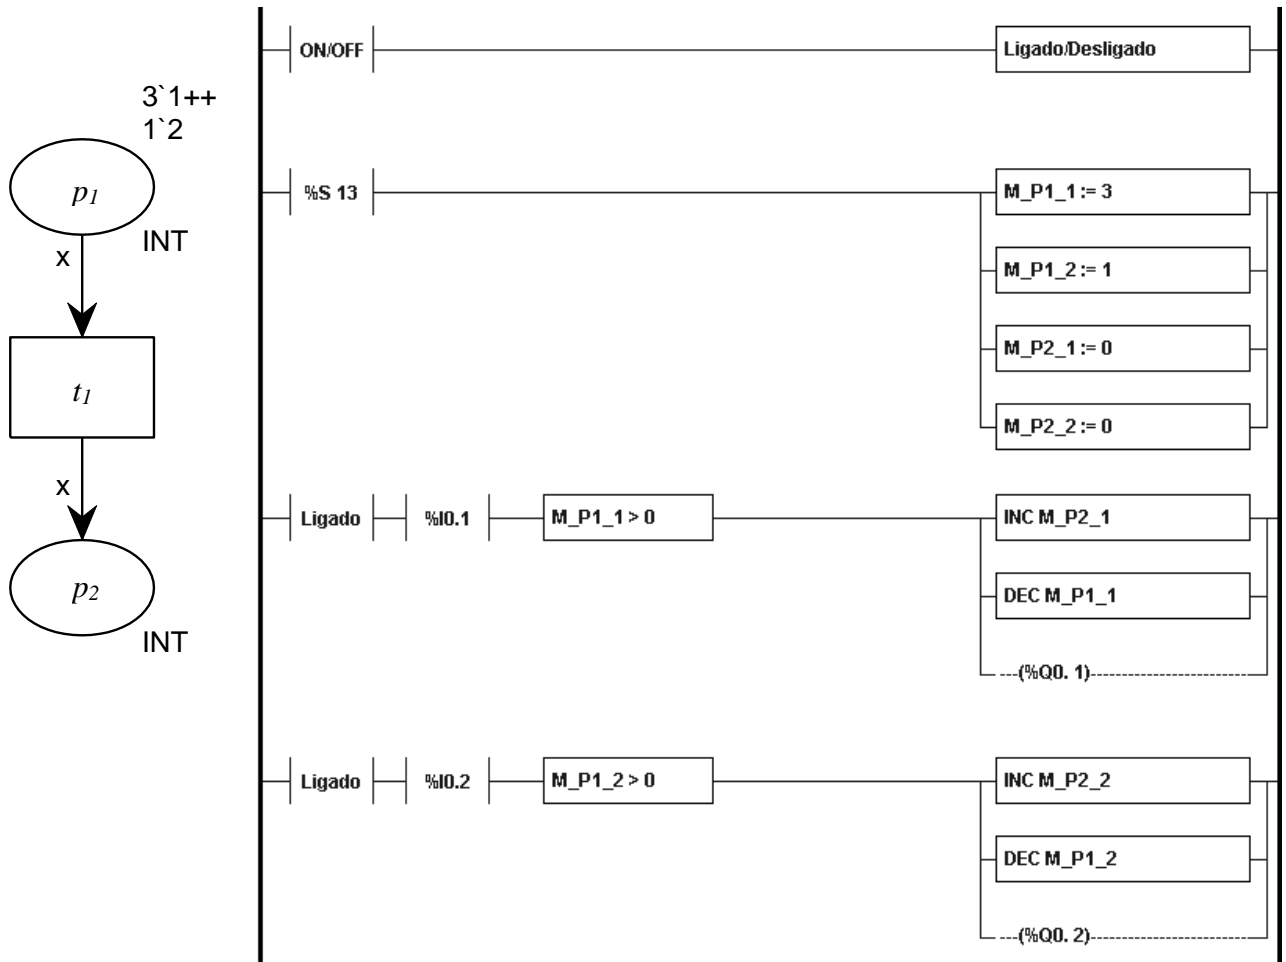 3`1++
1`2
p1
INT
x
t1
x
p2
INT
ON/OFF
Ligado/Desligado
%S 13
M_P1_1 := 3
M_P1_2 := 1
M_P2_1 := 0
M_P2_2 := 0
Ligado %I0.1 M_P1_1 > 0 INC M_P2_1
DEC M_P1_1
---(%Q0. 1)---
Ligado %I0.2 M_P1_2 > 0 INC M_P2_2
DEC M_P1_2
---(%Q0. 2)---